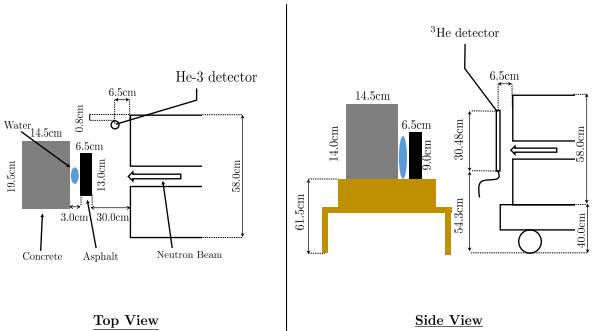 He-3 detector
6.5cm
0.8cm
Water
14.5cm
6.5cm
19.5cm
13.0cm
58.0cm
3.0cm
30.0cm
Concrete
Asphalt
Neutron Beam
Top View
³He detector
6.5cm
14.5cm
6.5cm
14.0cm
9.0cm
30.48cm
58.0cm
61.5cm
54.3cm
40.0cm
Side View